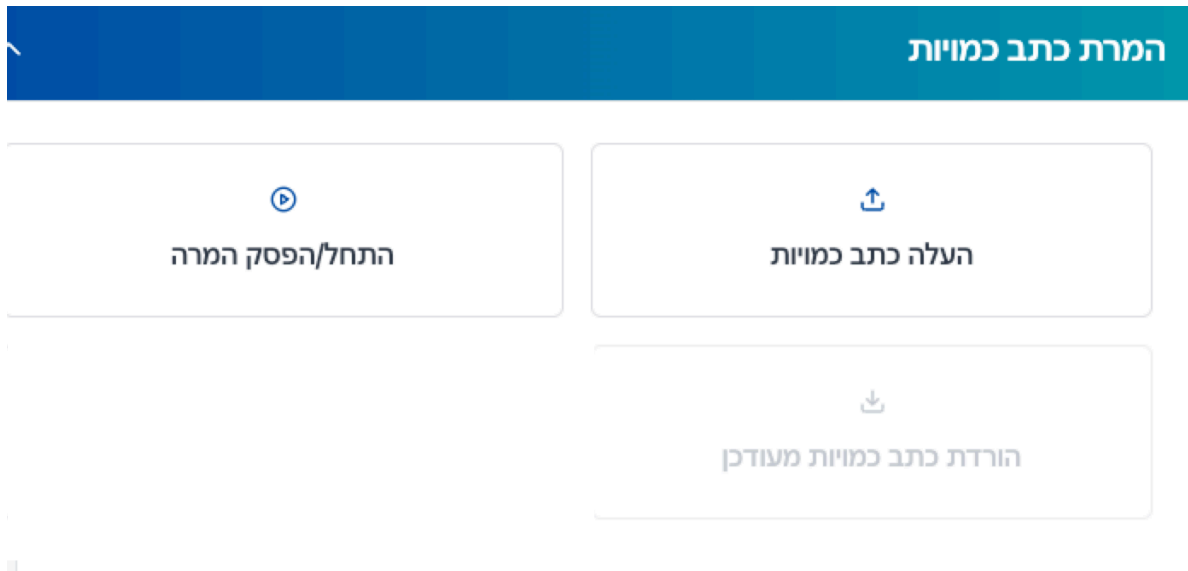 המרת כתב כמויות
העלה כתב כמויות
התחל/הפסק המרה
הורדת כתב כמויות מעודכן